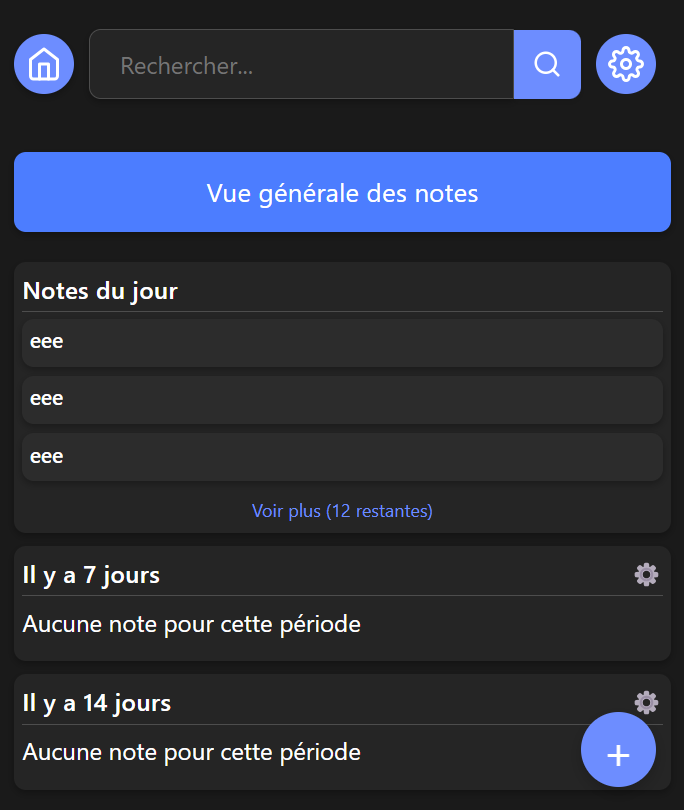 Rechercher...
Vue générale des notes
Notes du jour
eee
eee
eee
Voir plus (12 restantes)
Il y a 7 jours
Aucune note pour cette période
Il y a 14 jours
Aucune note pour cette période
+